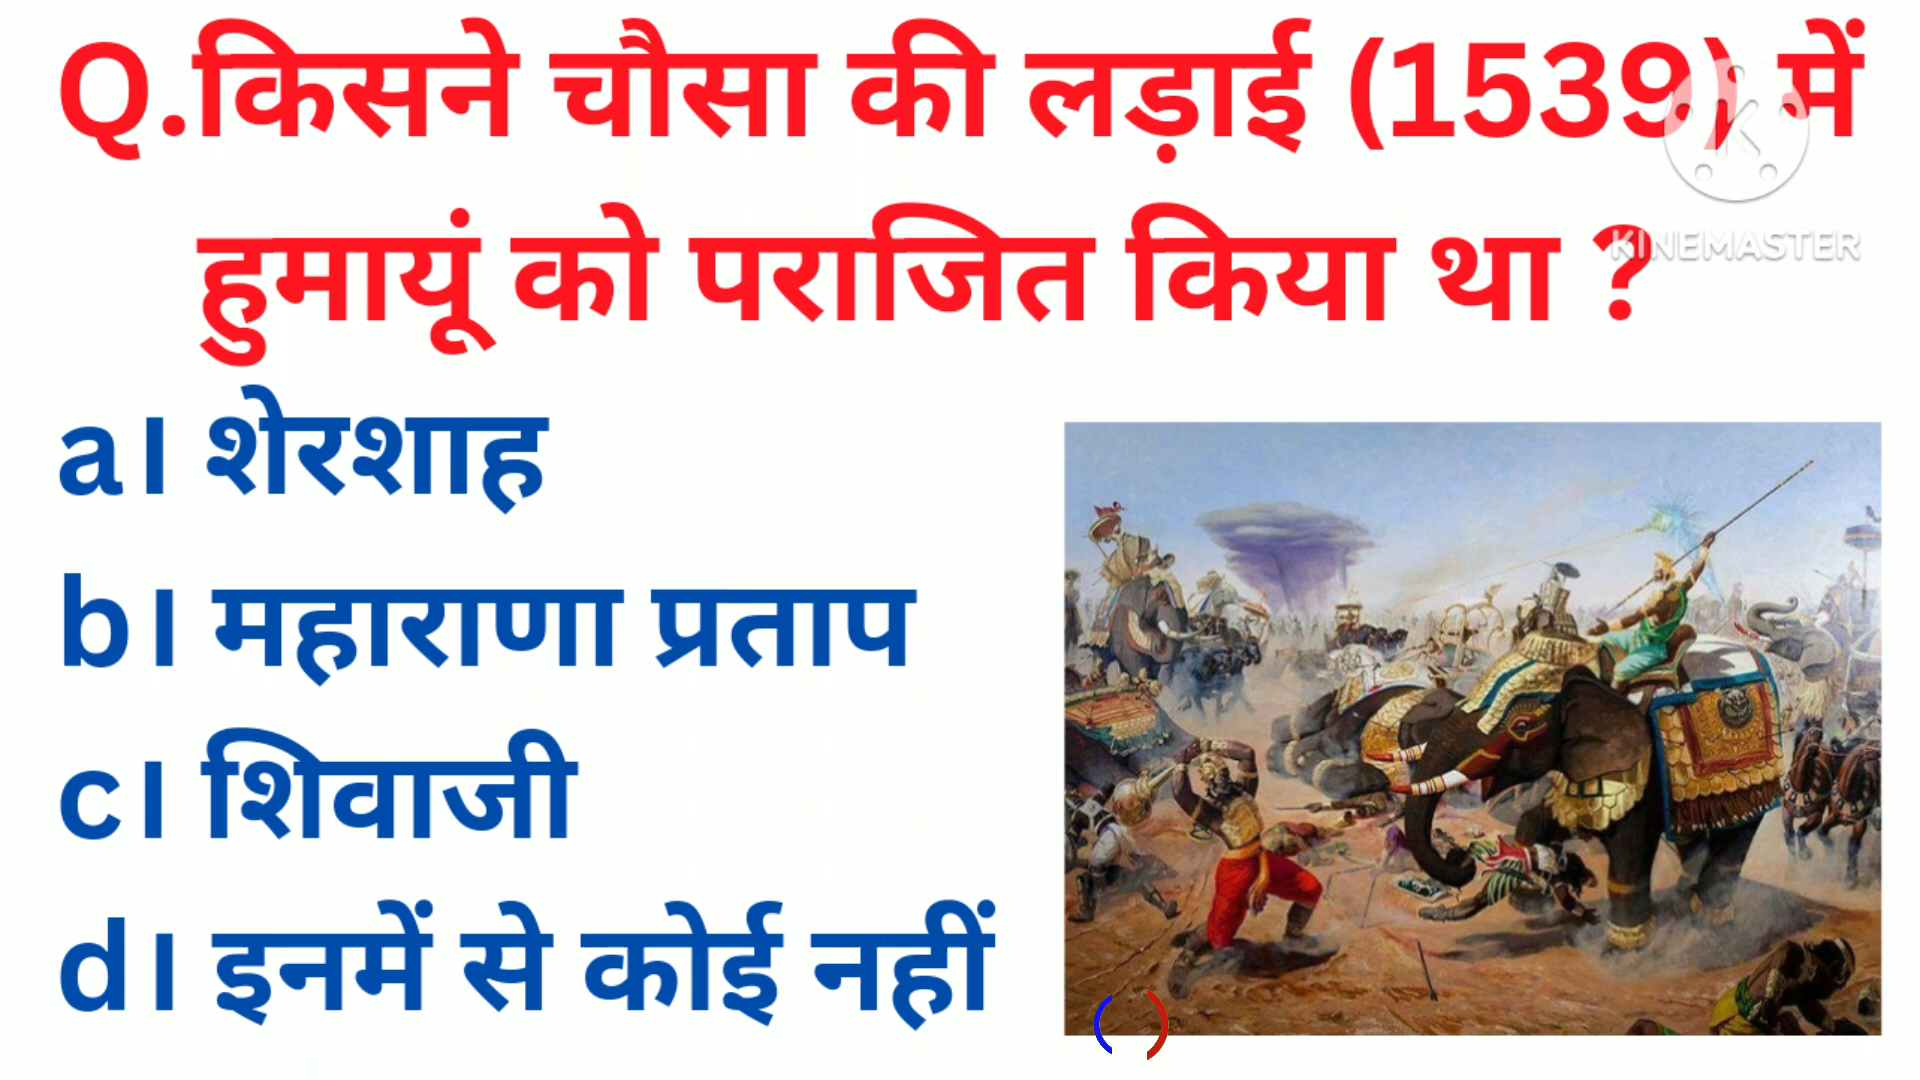 Q.किसने चौसा की लड़ाई (1539) में
हुमायूं को पराजित किया था ?
KINEMASTER
a। शेरशाह
b। महाराणा प्रताप
c। शिवाजी
d। इनमें से कोई नहीं